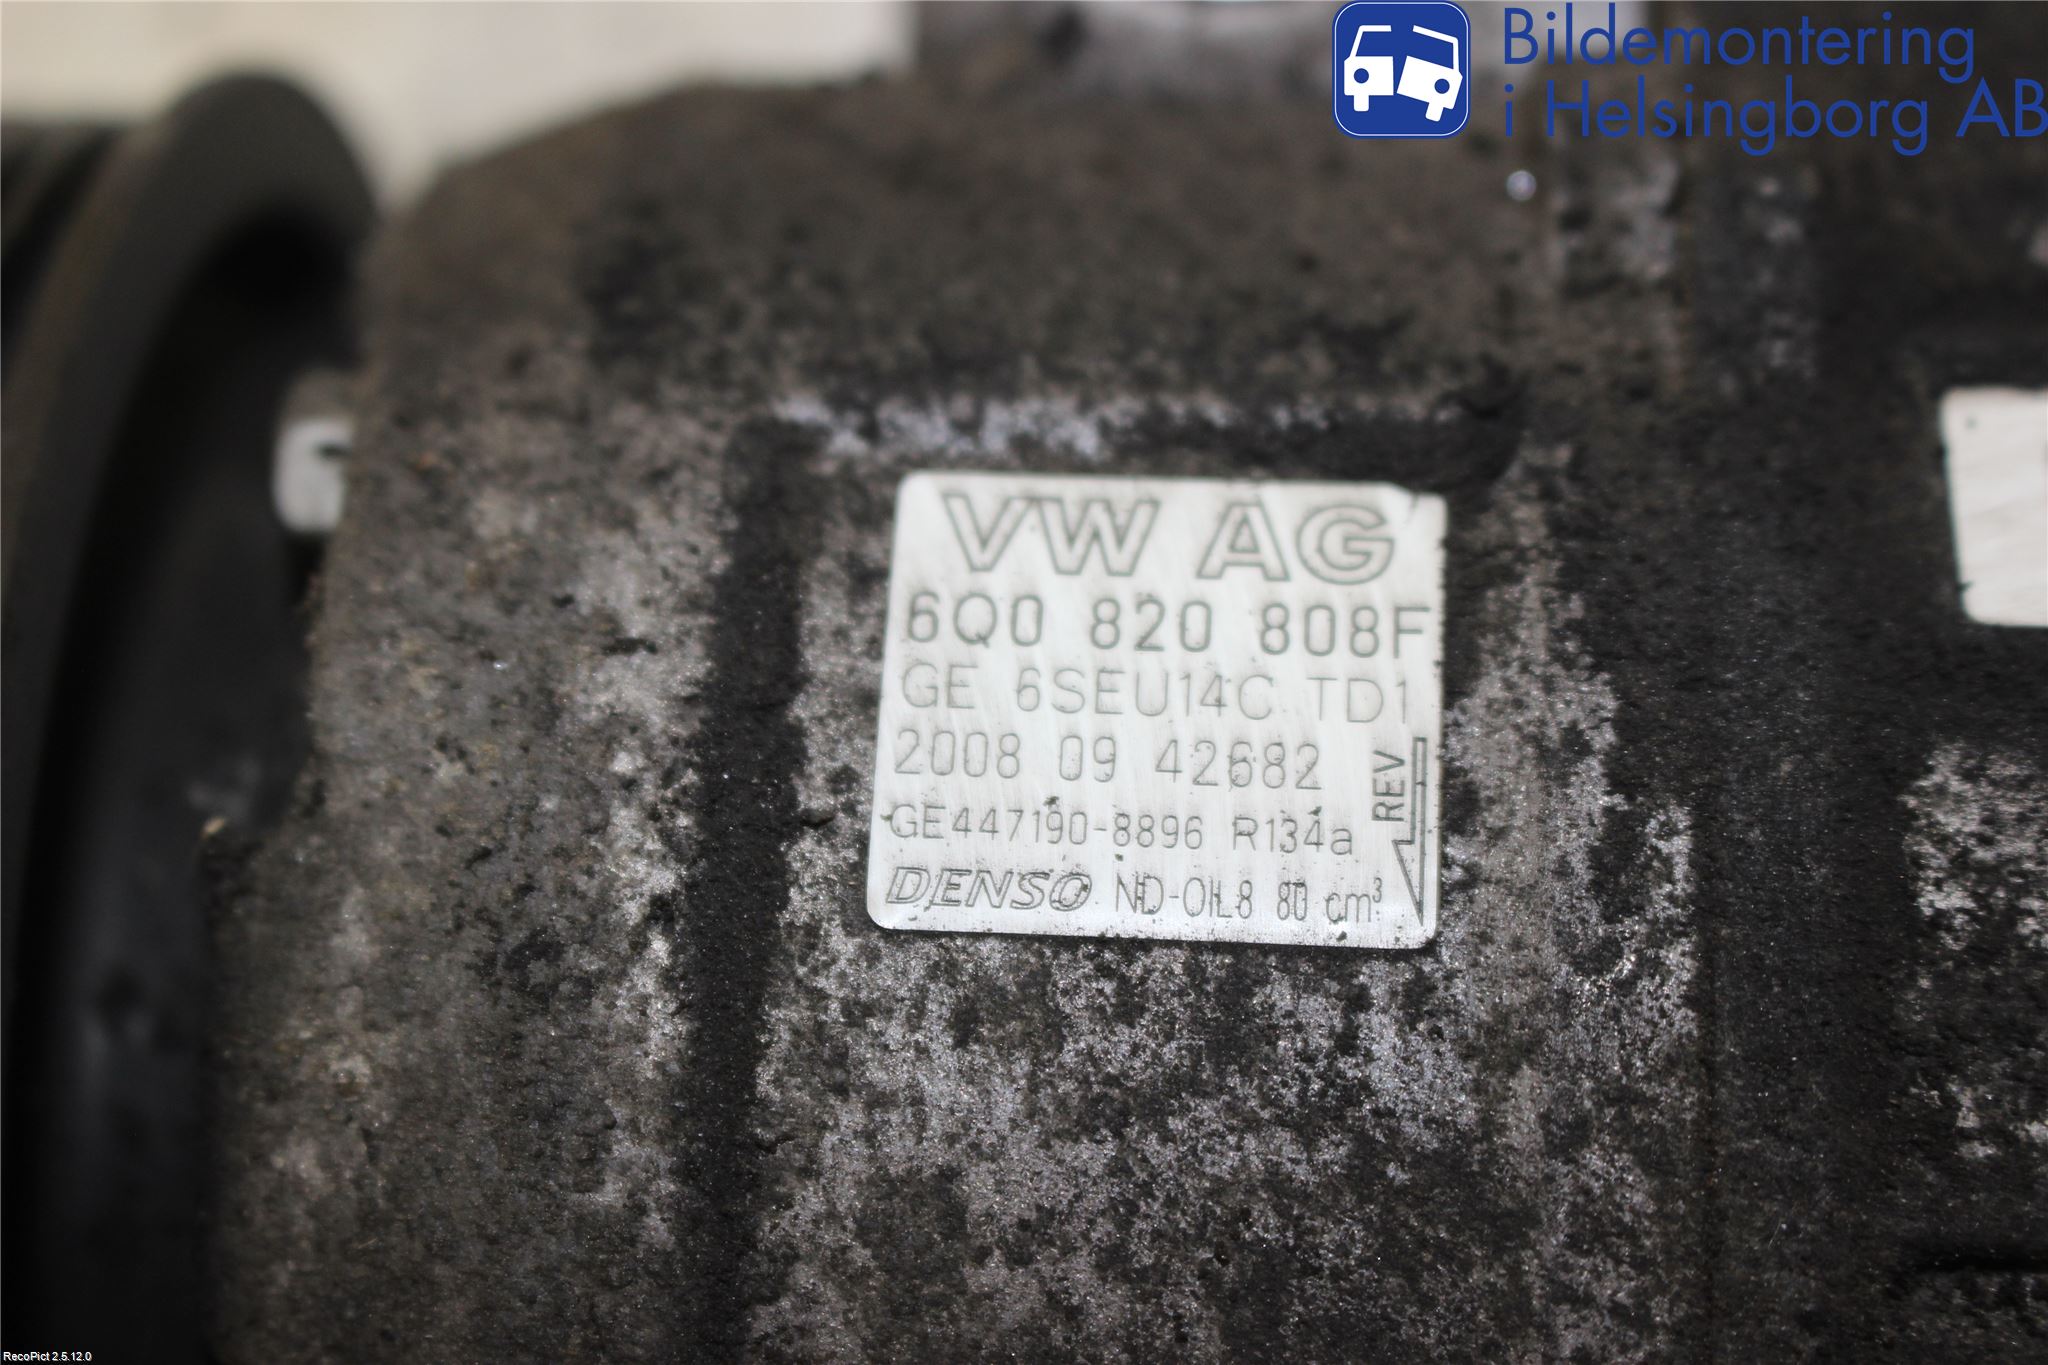 Bildemontering
i Helsingborg AB
VW AG
6Q0 820 808F
GE 6SEU14C TD1
2008 09 42682
REV
GE447190-8896 R134a
DENSO ND-OIL8 80 cm³
RecoPict 2.5.12.0